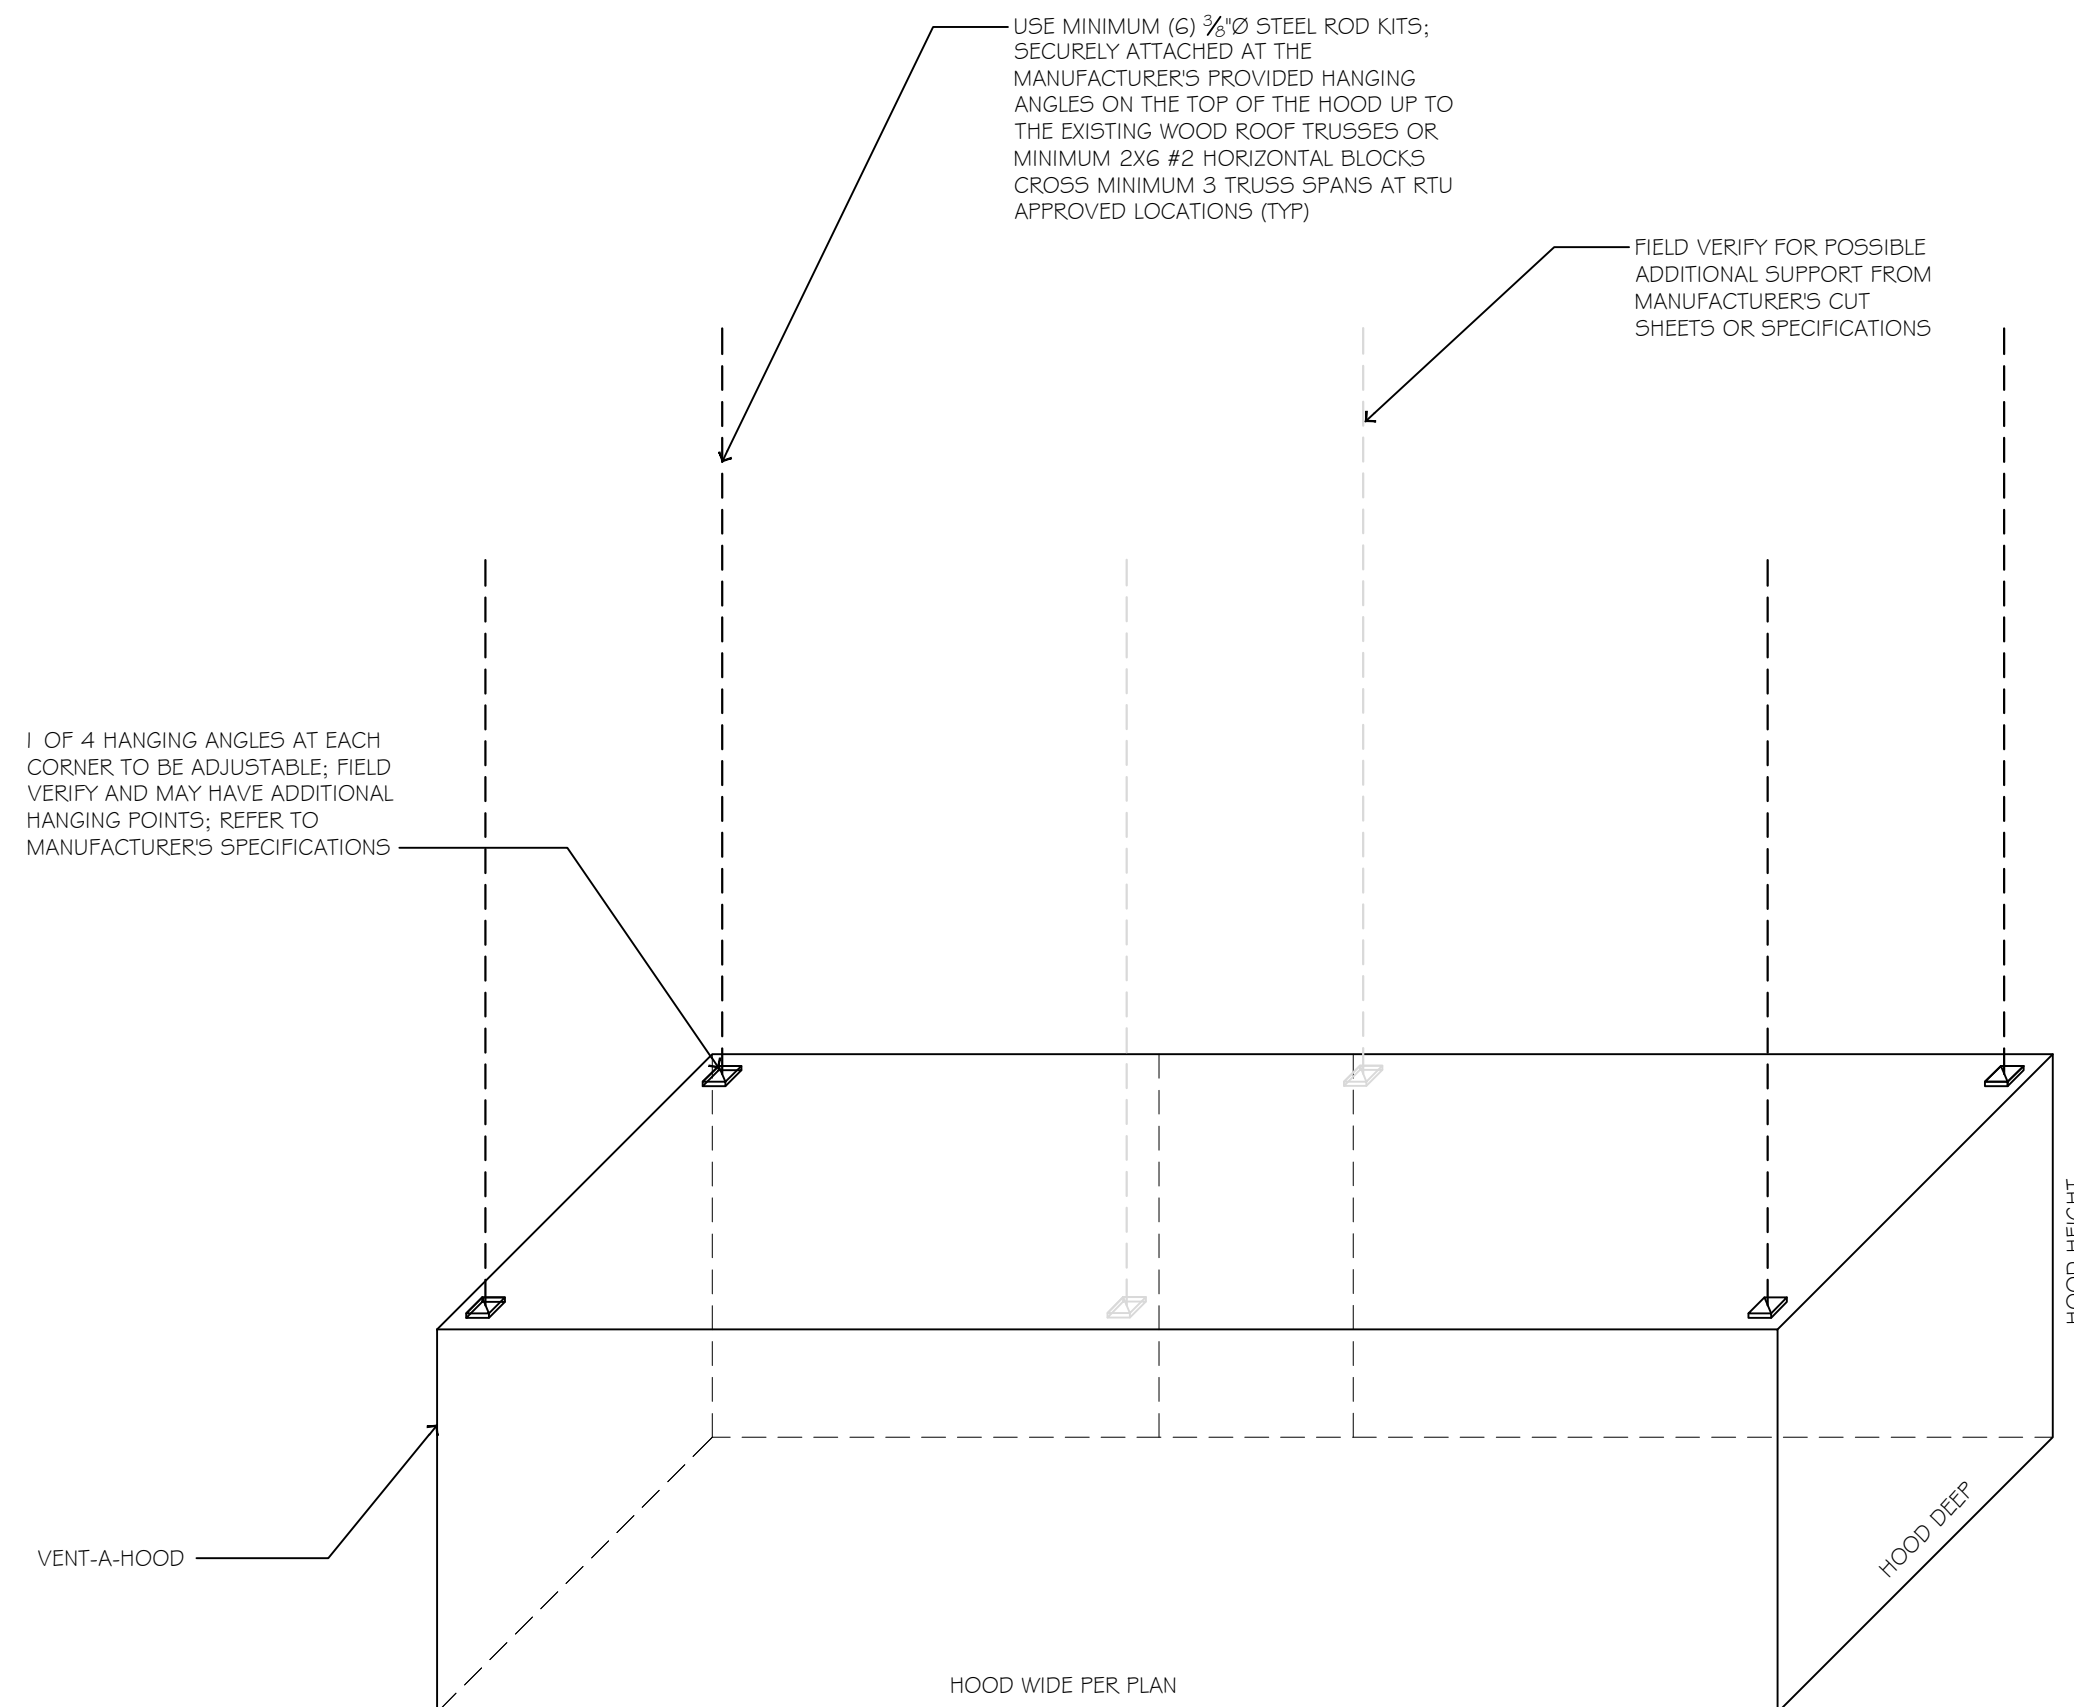 USE MINIMUM (6) ⅜"Ø STEEL ROD KITS;
SECURELY ATTACHED AT THE
MANUFACTURER'S PROVIDED HANGING
ANGLES ON THE TOP OF THE HOOD UP TO
THE EXISTING WOOD ROOF TRUSSES OR
MINIMUM 2X6 #2 HORIZONTAL BLOCKS
CROSS MINIMUM 3 TRUSS SPANS AT RTU
APPROVED LOCATIONS (TYP)
FIELD VERIFY FOR POSSIBLE
ADDITIONAL SUPPORT FROM
MANUFACTURER'S CUT
SHEETS OR SPECIFICATIONS
1 OF 4 HANGING ANGLES AT EACH
CORNER TO BE ADJUSTABLE; FIELD
VERIFY AND MAY HAVE ADDITIONAL
HANGING POINTS; REFER TO
MANUFACTURER'S SPECIFICATIONS
HOOD HEIGHT
HOOD DEEP
VENT-A-HOOD
HOOD WIDE PER PLAN